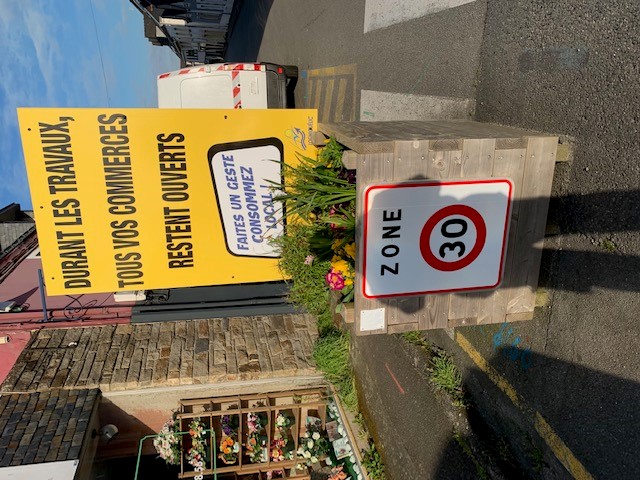 DURANT LES TRAVAUX,
TOUS VOS COMMERCES
RESTENT OUVERTS
FAITES UN GESTE
CONSOMMEZ
LOCAL !
ZONE
30